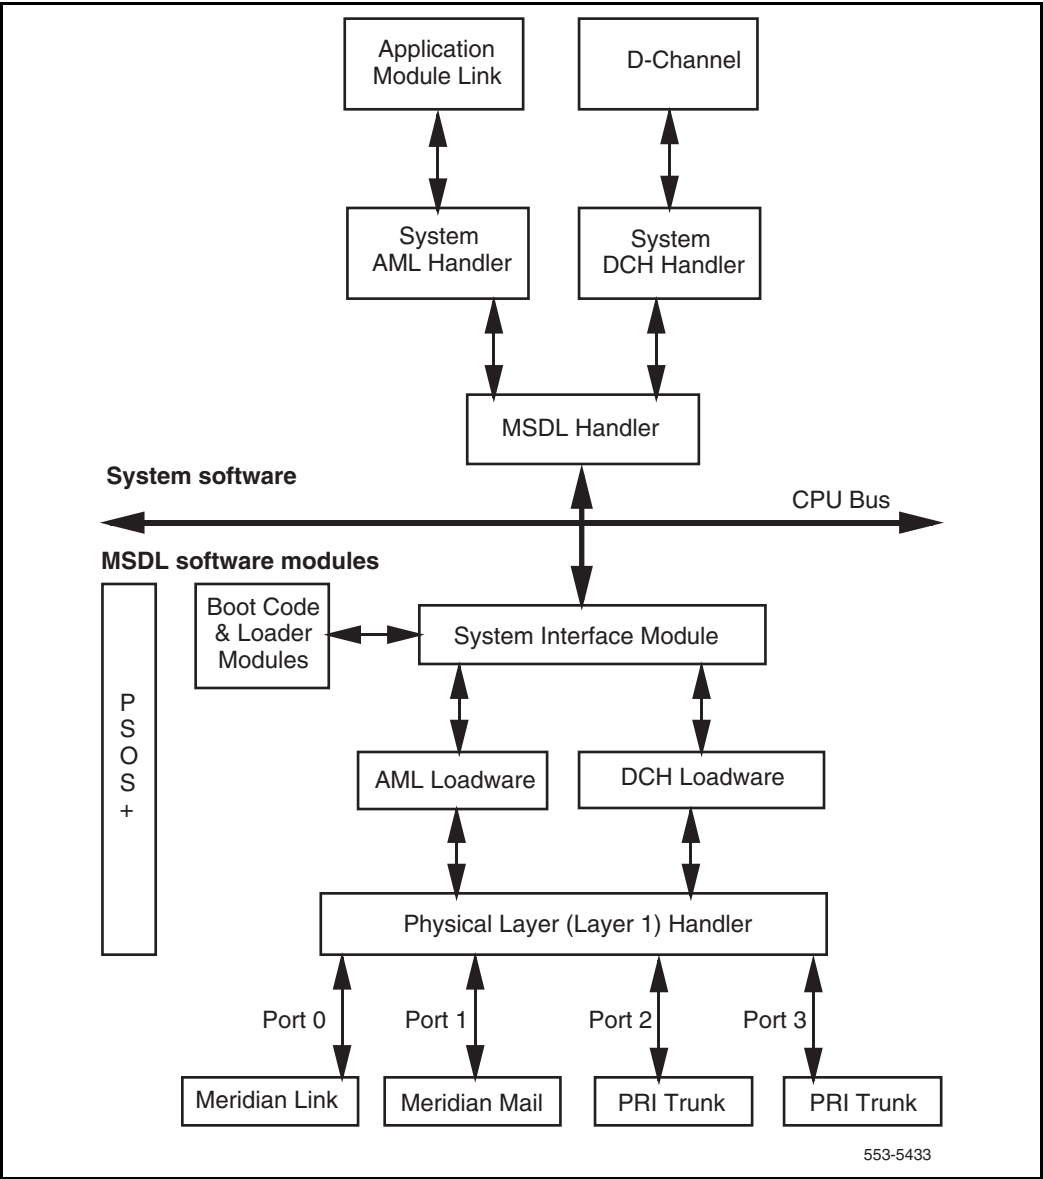 Application
Module Link
D-Channel
System
AML Handler
System
DCH Handler
MSDL Handler
System software
CPU Bus
MSDL software modules
Boot Code
& Loader
Modules
System Interface Module
P
S
O
S
+
AML Loadware
DCH Loadware
Physical Layer (Layer 1) Handler
Port 0
Port 1
Port 2
Port 3
Meridian Link
Meridian Mail
PRI Trunk
PRI Trunk
553-5433